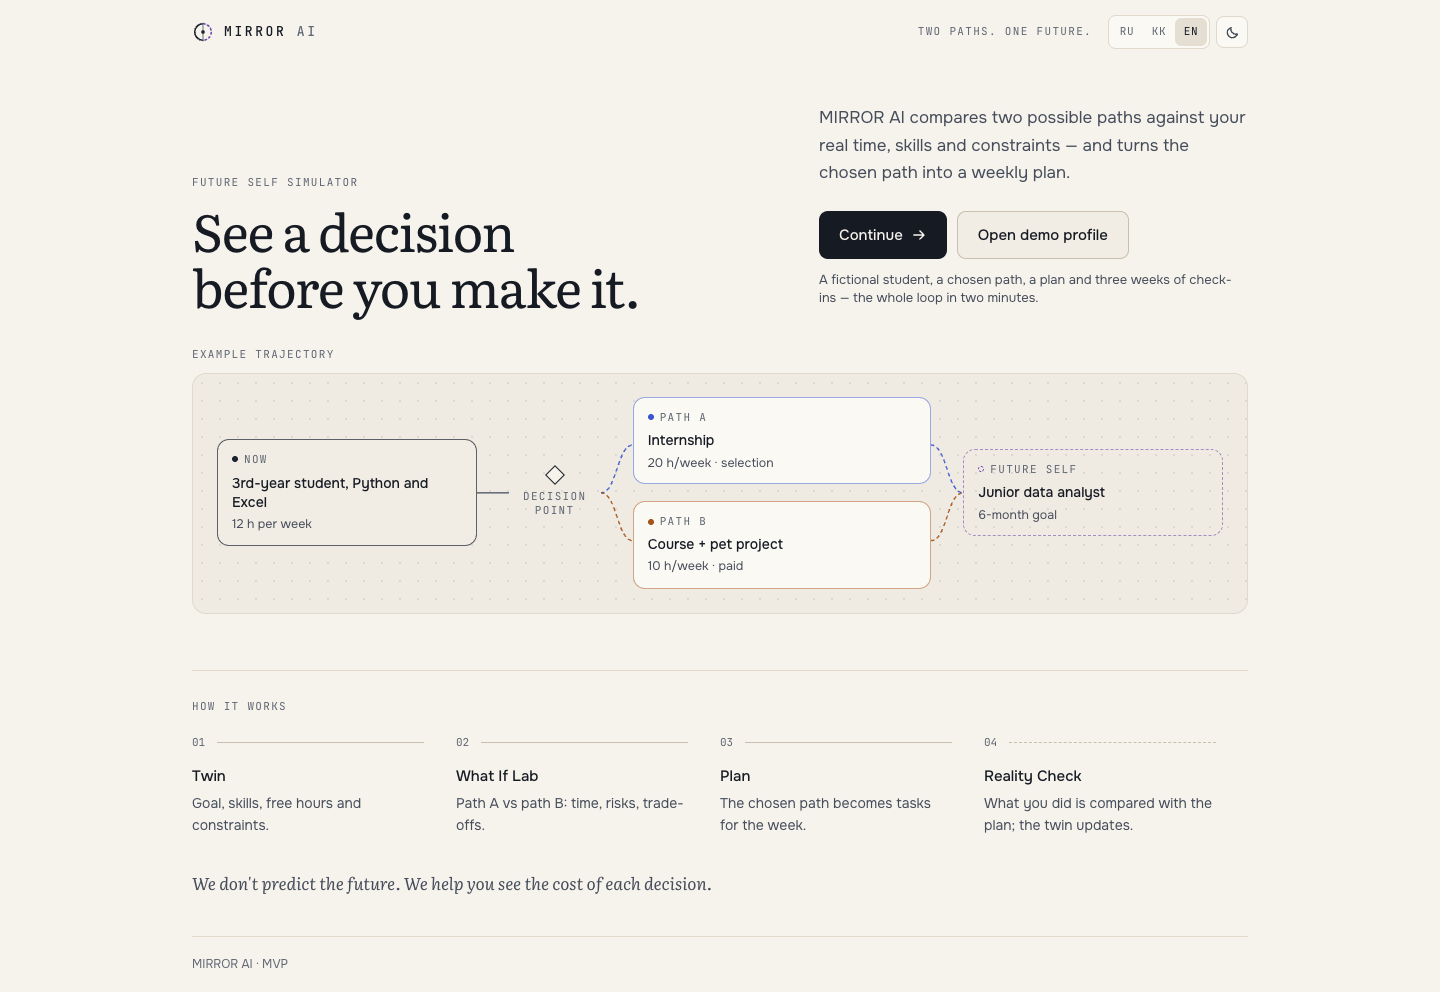 MIRROR AI
TWO PATHS. ONE FUTURE.
RU KK EN
FUTURE SELF SIMULATOR
See a decision
before you make it.
MIRROR AI compares two possible paths against your
real time, skills and constraints — and turns the
chosen path into a weekly plan.
Continue →
Open demo profile
A fictional student, a chosen path, a plan and three weeks of check-
ins — the whole loop in two minutes.
EXAMPLE TRAJECTORY
NOW
3rd-year student, Python and
Excel
12 h per week
DECISION
POINT
PATH A
Internship
20 h/week · selection
PATH B
Course + pet project
10 h/week · paid
FUTURE SELF
Junior data analyst
6-month goal
HOW IT WORKS
01
Twin
Goal, skills, free hours and
constraints.
02
What If Lab
Path A vs path B: time, risks, trade-
offs.
03
Plan
The chosen path becomes tasks
for the week.
04
Reality Check
What you did is compared with the
plan; the twin updates.
We don't predict the future. We help you see the cost of each decision.
MIRROR AI · MVP